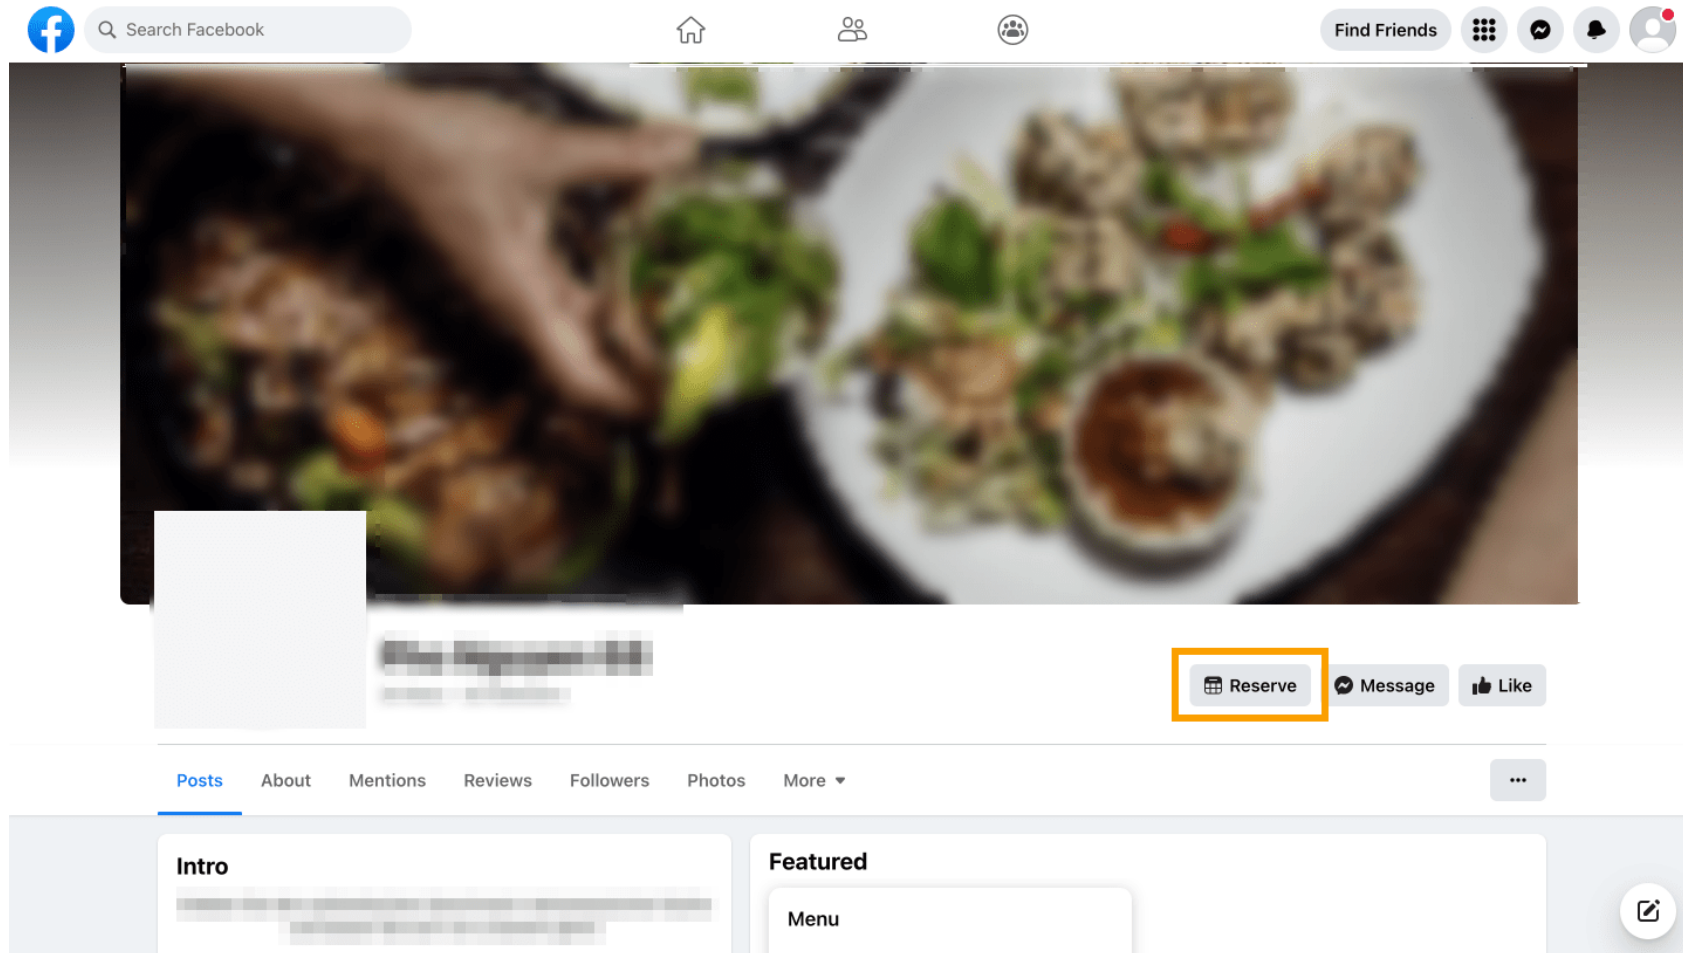 Search Facebook
Find Friends
Reserve
Message
Like
Posts
About
Mentions
Reviews
Followers
Photos
More
Intro
Featured
Menu